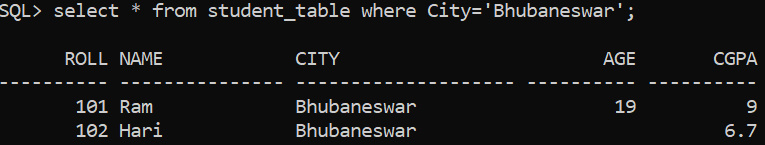 SQL> select * from student_table where City='Bhubaneswar';
ROLL NAME CITY AGE CGPA
---------- --------------- -------------------- ---------- ----------
101 Ram Bhubaneswar 19 9
102 Hari Bhubaneswar 6.7